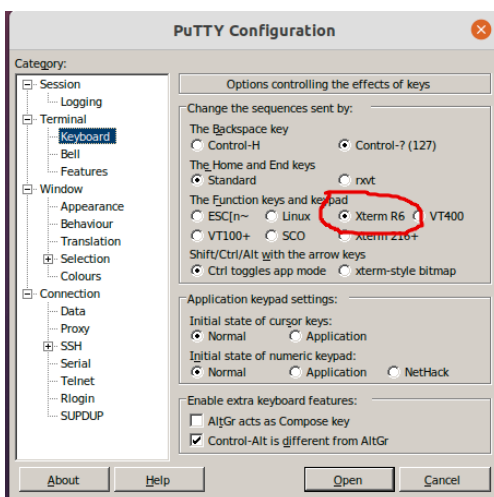 PuTTY Configuration
Category:
Session
Logging
Terminal
Keyboard
Bell
Features
Window
Appearance
Behaviour
Translation
Selection
Colours
Connection
Data
Proxy
SSH
Serial
Telnet
Rlogin
SUPDUP
Options controlling the effects of keys
Change the sequences sent by:
The Backspace key
Control-H Control-? (127)
The Home and End keys
Standard rxvt
The Function keys and keypad
ESC[n~ Linux Xterm R6 VT400
VT100+ SCO Xterm 216+
Shift/Ctrl/Alt with the arrow keys
Ctrl toggles app mode xterm-style bitmap
Application keypad settings:
Initial state of cursor keys:
Normal Application
Initial state of numeric keypad:
Normal Application NetHack
Enable extra keyboard features:
AltGr acts as Compose key
Control-Alt is different from AltGr
About Help Open Cancel